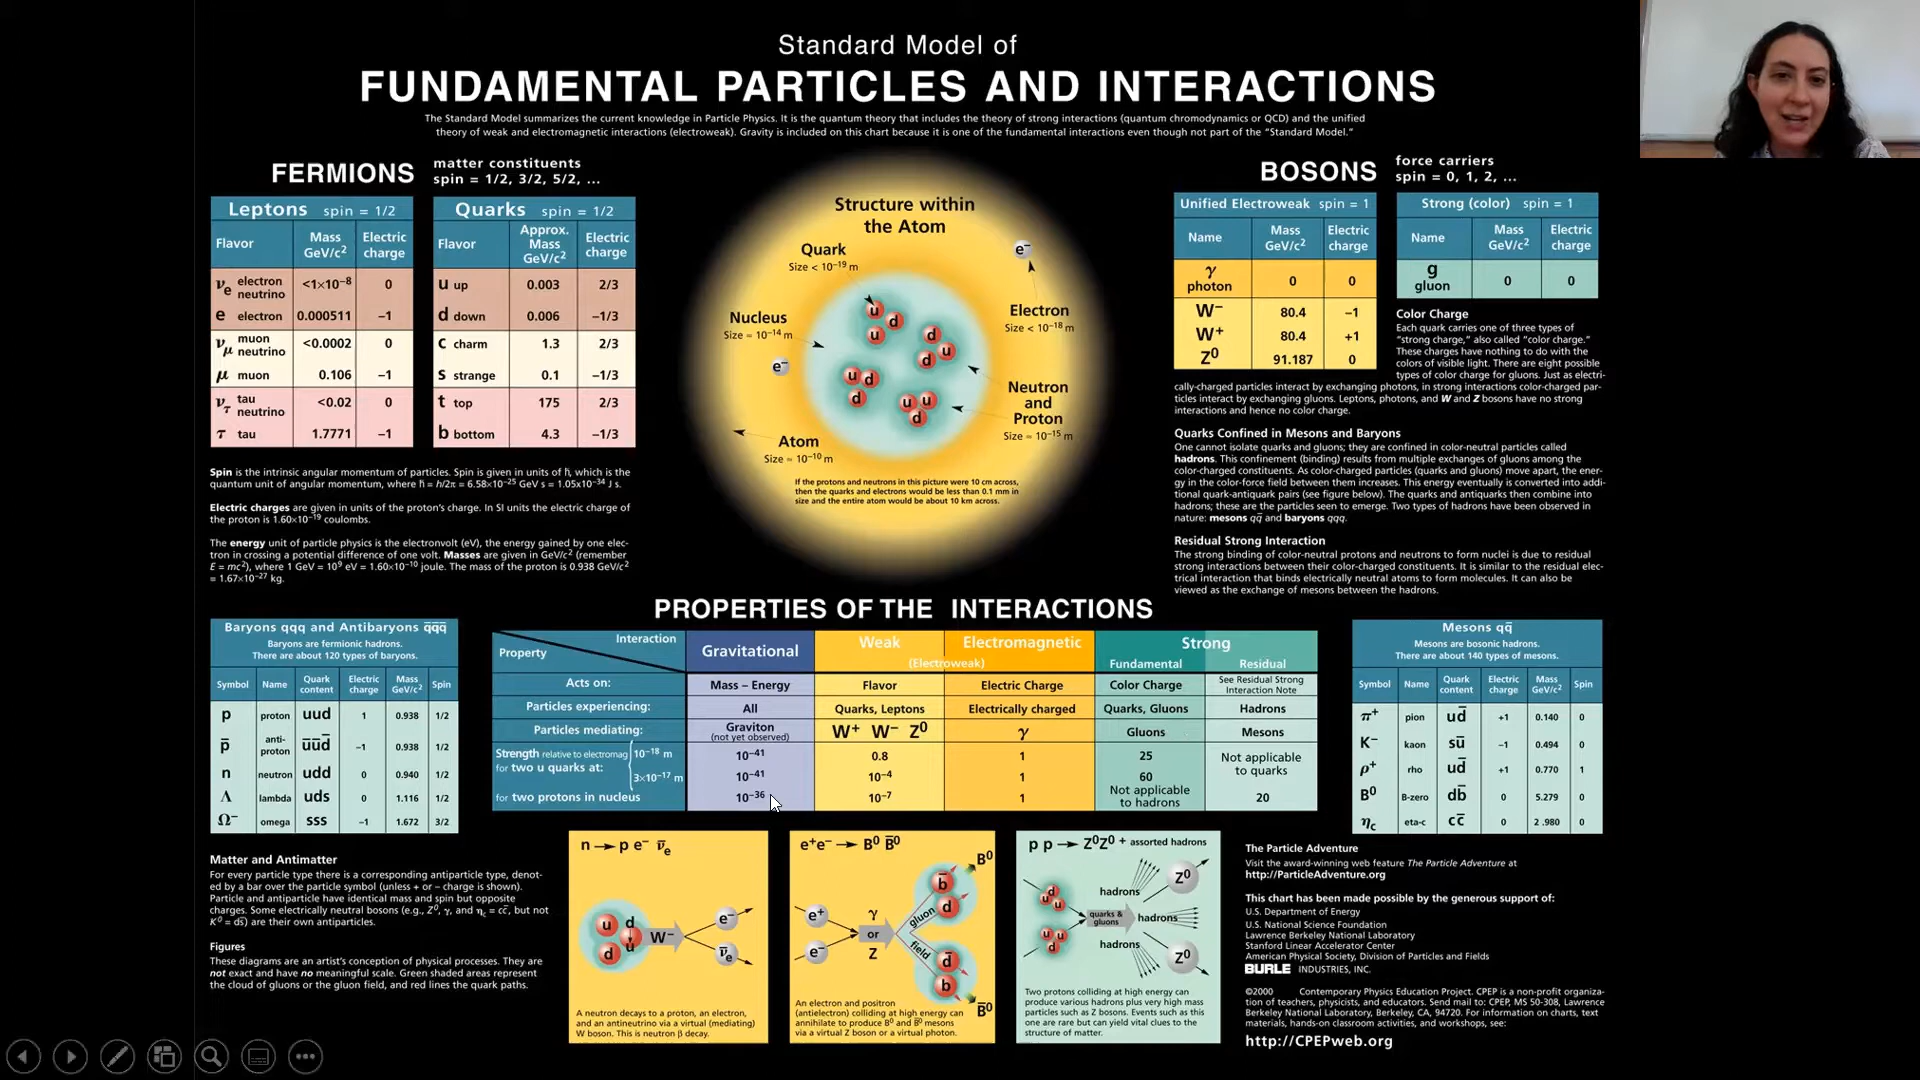 Standard Model of
FUNDAMENTAL PARTICLES AND INTERACTIONS
The Standard Model summarizes the current knowledge in Particle Physics. It is the quantum theory that includes the theory of strong interactions (quantum chromodynamics or QCD) and the unified
theory of weak and electromagnetic interactions (electroweak). Gravity is included on this chart because it is one of the fundamental interactions even though not part of the “Standard Model.”
FERMIONS
matter constituents
spin = 1/2, 3/2, 5/2, ...
Leptons spin = 1/2
Flavor Mass GeV/c² Electric charge
νe electron neutrino <1×10⁻⁸ 0
e electron 0.000511 –1
νμ muon neutrino <0.0002 0
μ muon 0.106 –1
ντ tau neutrino <0.02 0
τ tau 1.7771 –1
Quarks spin = 1/2
Flavor Approx. Mass GeV/c² Electric charge
u up 0.003 2/3
d down 0.006 –1/3
c charm 1.3 2/3
s strange 0.1 –1/3
t top 175 2/3
b bottom 4.3 –1/3
Spin is the intrinsic angular momentum of particles. Spin is given in units of ħ, which is the
quantum unit of angular momentum, where ħ = h/2π = 6.58×10⁻²⁵ GeV s = 1.05x10⁻³⁴ J s.
Electric charges are given in units of the proton’s charge. In SI units the electric charge of
the proton is 1.60×10⁻¹⁹ coulombs.
The energy unit of particle physics is the electronvolt (eV), the energy gained by one elec-
tron in crossing a potential difference of one volt. Masses are given in GeV/c² (remember
E = mc²), where 1 GeV = 10⁹ eV = 1.60×10⁻¹⁰ joule. The mass of the proton is 0.938 GeV/c²
= 1.67×10⁻²⁷ kg.
Structure within
the Atom
Quark
Size < 10⁻¹⁹ m
e⁻
Electron
Size < 10⁻¹⁸ m
Nucleus
Size ≈ 10⁻¹⁴ m
e⁻
u d u
d u d
u d d
u u d
Neutron
and
Proton
Size ≈ 10⁻¹⁵ m
Atom
Size ≈ 10⁻¹⁰ m
If the protons and neutrons in this picture were 10 cm across,
then the quarks and electrons would be less than 0.1 mm in
size and the entire atom would be about 10 km across.
BOSONS
force carriers
spin = 0, 1, 2, ...
Unified Electroweak spin = 1
Name Mass GeV/c² Electric charge
γ photon 0 0
W⁻ 80.4 –1
W⁺ 80.4 +1
Z⁰ 91.187 0
Strong (color) spin = 1
Name Mass GeV/c² Electric charge
g gluon 0 0
Color Charge
Each quark carries one of three types of
“strong charge,” also called “color charge.”
These charges have nothing to do with the
colors of visible light. There are eight possible
types of color charge for gluons. Just as electri-
cally-charged particles interact by exchanging photons, in strong interactions color-charged par-
ticles interact by exchanging gluons. Leptons, photons, and W and Z bosons have no strong
interactions and hence no color charge.
Quarks Confined in Mesons and Baryons
One cannot isolate quarks and gluons; they are confined in color-neutral particles called
hadrons. This confinement (binding) results from multiple exchanges of gluons among the
color-charged constituents. As color-charged particles (quarks and gluons) move apart, the ener-
gy in the color-force field between them increases. This energy eventually is converted into addi-
tional quark-antiquark pairs (see figure below). The quarks and antiquarks then combine into
hadrons; these are the particles seen to emerge. Two types of hadrons have been observed in
nature: mesons qq̄ and baryons qqq.
Residual Strong Interaction
The strong binding of color-neutral protons and neutrons to form nuclei is due to residual
strong interactions between their color-charged constituents. It is similar to the residual elec-
trical interaction that binds electrically neutral atoms to form molecules. It can also be
viewed as the exchange of mesons between the hadrons.
PROPERTIES OF THE INTERACTIONS
Baryons qqq and Antibaryons q̄q̄q̄
Baryons are fermionic hadrons.
There are about 120 types of baryons.
Symbol Name Quark content Electric charge Mass GeV/c² Spin
p proton uud 1 0.938 1/2
p̄ anti-proton ūūd̄ –1 0.938 1/2
n neutron udd 0 0.940 1/2
Λ lambda uds 0 1.116 1/2
Ω⁻ omega sss –1 1.672 3/2
Property Interaction Gravitational Weak Electromagnetic Strong
(Electroweak) Fundamental Residual
Acts on: Mass – Energy Flavor Electric Charge Color Charge See Residual Strong Interaction Note
Particles experiencing: All Quarks, Leptons Electrically charged Quarks, Gluons Hadrons
Particles mediating: Graviton (not yet observed) W⁺ W⁻ Z⁰ γ Gluons Mesons
Strength relative to electromag 10⁻¹⁸ m 10⁻⁴¹ 0.8 1 25 Not applicable to quarks
for two u quarks at: 3×10⁻¹⁷ m 10⁻⁴¹ 10⁻⁴ 1 60
for two protons in nucleus 10⁻³⁶ 10⁻⁷ 1 Not applicable to hadrons 20
Mesons qq̄
Mesons are bosonic hadrons.
There are about 140 types of mesons.
Symbol Name Quark content Electric charge Mass GeV/c² Spin
π⁺ pion ud̄ +1 0.140 0
K⁻ kaon sū –1 0.494 0
ρ⁺ rho ud̄ +1 0.770 1
B⁰ B-zero db̄ 0 5.279 0
ηc eta-c cc̄ 0 2.980 0
Matter and Antimatter
For every particle type there is a corresponding antiparticle type, denot-
ed by a bar over the particle symbol (unless + or – charge is shown).
Particle and antiparticle have identical mass and spin but opposite
charges. Some electrically neutral bosons (e.g., Z⁰, γ, and ηc = cc̄, but not
K⁰ = ds̄) are their own antiparticles.
Figures
These diagrams are an artist’s conception of physical processes. They are
not exact and have no meaningful scale. Green shaded areas represent
the cloud of gluons or the gluon field, and red lines the quark paths.
n → p e⁻ ν̄e
u d u d
W⁻
e⁻
ν̄e
A neutron decays to a proton, an electron,
and an antineutrino via a virtual (mediating)
W boson. This is neutron β decay.
e⁺e⁻ → B⁰ B̄⁰
e⁺
e⁻
γ
or
Z
gluon
field
b̄
d
d̄
b
B⁰
B̄⁰
An electron and positron
(antielectron) colliding at high energy can
annihilate to produce B⁰ and B̄⁰ mesons
via a virtual Z boson or a virtual photon.
p p → Z⁰Z⁰ + assorted hadrons
d u u
u u d
quarks &
gluons
hadrons
hadrons
hadrons
Z⁰
Z⁰
Two protons colliding at high energy can
produce various hadrons plus very high mass
particles such as Z bosons. Events such as this
one are rare but can yield vital clues to the
structure of matter.
The Particle Adventure
Visit the award-winning web feature The Particle Adventure at
http://ParticleAdventure.org
This chart has been made possible by the generous support of:
U.S. Department of Energy
U.S. National Science Foundation
Lawrence Berkeley National Laboratory
Stanford Linear Accelerator Center
American Physical Society, Division of Particles and Fields
BURLE INDUSTRIES, INC.
©2000 Contemporary Physics Education Project. CPEP is a non-profit organiza-
tion of teachers, physicists, and educators. Send mail to: CPEP, MS 50-308, Lawrence
Berkeley National Laboratory, Berkeley, CA, 94720. For information on charts, text
materials, hands-on classroom activities, and workshops, see:
http://CPEPweb.org